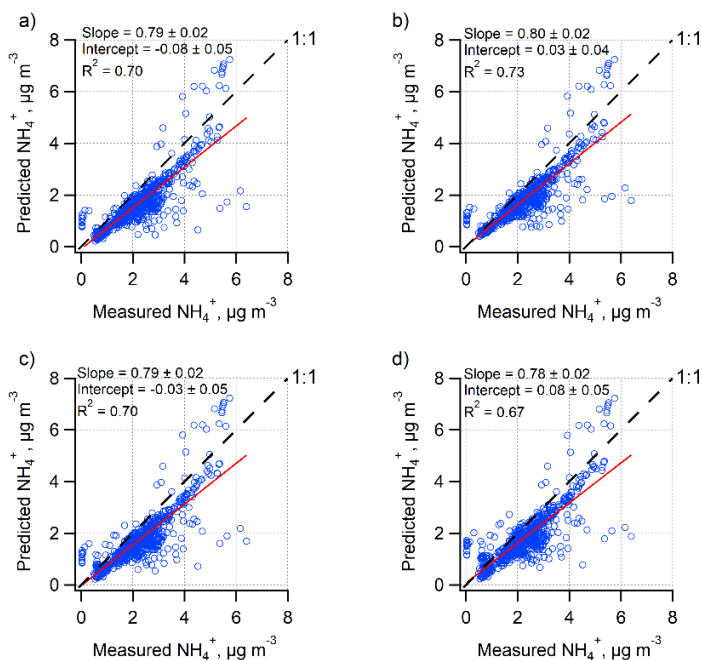 a)
Slope = 0.79 ± 0.02
Intercept = -0.08 ± 0.05
R² = 0.70
1:1
8
6
4
2
0
Predicted NH₄⁺, µg m⁻³
0 2 4 6 8
Measured NH₄⁺, µg m⁻³
b)
Slope = 0.80 ± 0.02
Intercept = 0.03 ± 0.04
R² = 0.73
1:1
8
6
4
2
0
Predicted NH₄⁺, µg m⁻³
0 2 4 6 8
Measured NH₄⁺, µg m⁻³
c)
Slope = 0.79 ± 0.02
Intercept = -0.03 ± 0.05
R² = 0.70
1:1
8
6
4
2
0
Predicted NH₄⁺, µg m⁻³
0 2 4 6 8
Measured NH₄⁺, µg m⁻³
d)
Slope = 0.78 ± 0.02
Intercept = 0.08 ± 0.05
R² = 0.67
1:1
8
6
4
2
0
Predicted NH₄⁺, µg m⁻³
0 2 4 6 8
Measured NH₄⁺, µg m⁻³